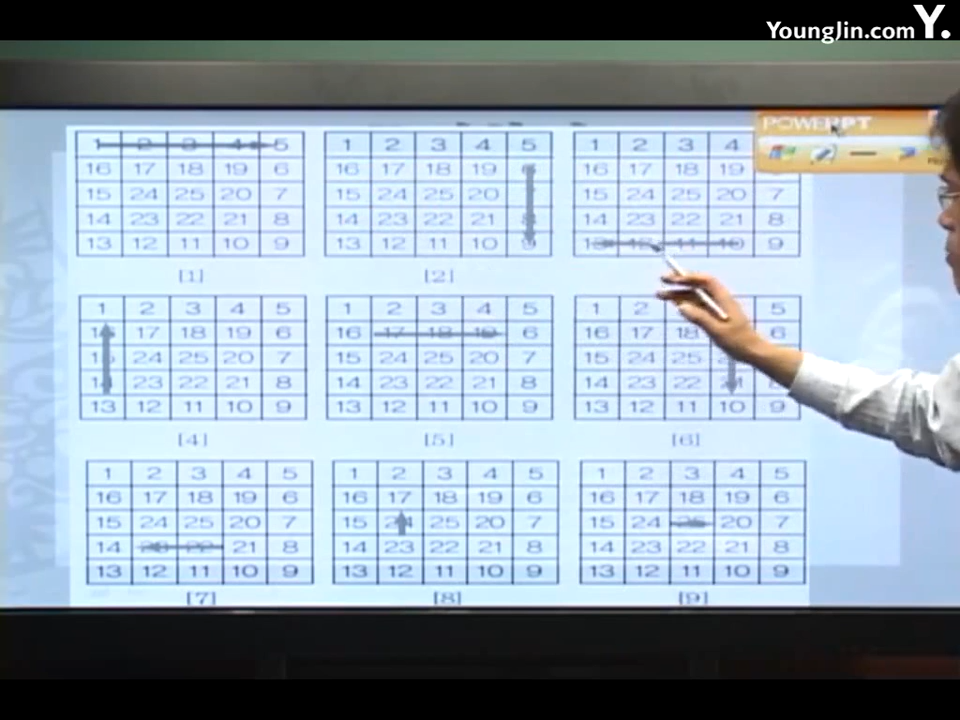 YoungJin.com Y.
POWERPPT
1 2 3 4 5 1 2 3 4 5 1 2 3 4
16 17 18 19 6 16 17 18 19 16 17 18 19
15 24 25 20 7 15 24 25 20 15 24 25 20 7
14 23 22 21 8 14 23 22 21 8 14 23 22 21 8
13 12 11 10 9 13 12 11 10 9 13 12 11 10 9
[1] [2]
1 2 3 4 5 1 2 3 4 5 1 2 5
16 17 18 19 6 16 17 18 19 6 16 17 18 6
15 24 25 20 7 15 24 25 20 7 15 24 25 7
14 23 22 21 8 14 23 22 21 8 14 23 22 21
13 12 11 10 9 13 12 11 10 9 13 12 11 10 9
[4] [5] [6]
1 2 3 4 5 1 2 3 4 5 1 2 3 4 5
16 17 18 19 6 16 17 18 19 6 16 17 18 19 6
15 24 25 20 7 15 24 25 20 7 15 24 25 20 7
14 23 22 21 8 14 23 22 21 8 14 23 22 21 8
13 12 11 10 9 13 12 11 10 9 13 12 11 10 9
[7] [8] [9]